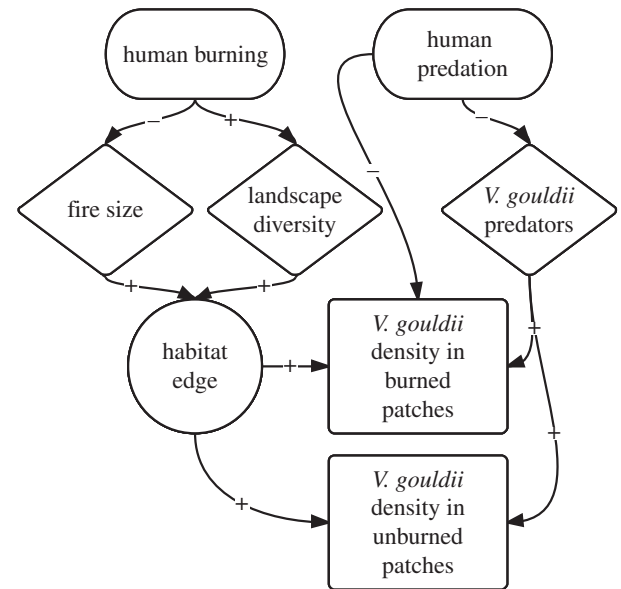 human burning
human
predation
−
+
−
−
fire size
landscape
diversity
V. gouldii
predators
+
+
habitat
edge
+
V. gouldii
density in
burned
patches
+
+
+
V. gouldii
density in
unburned
patches